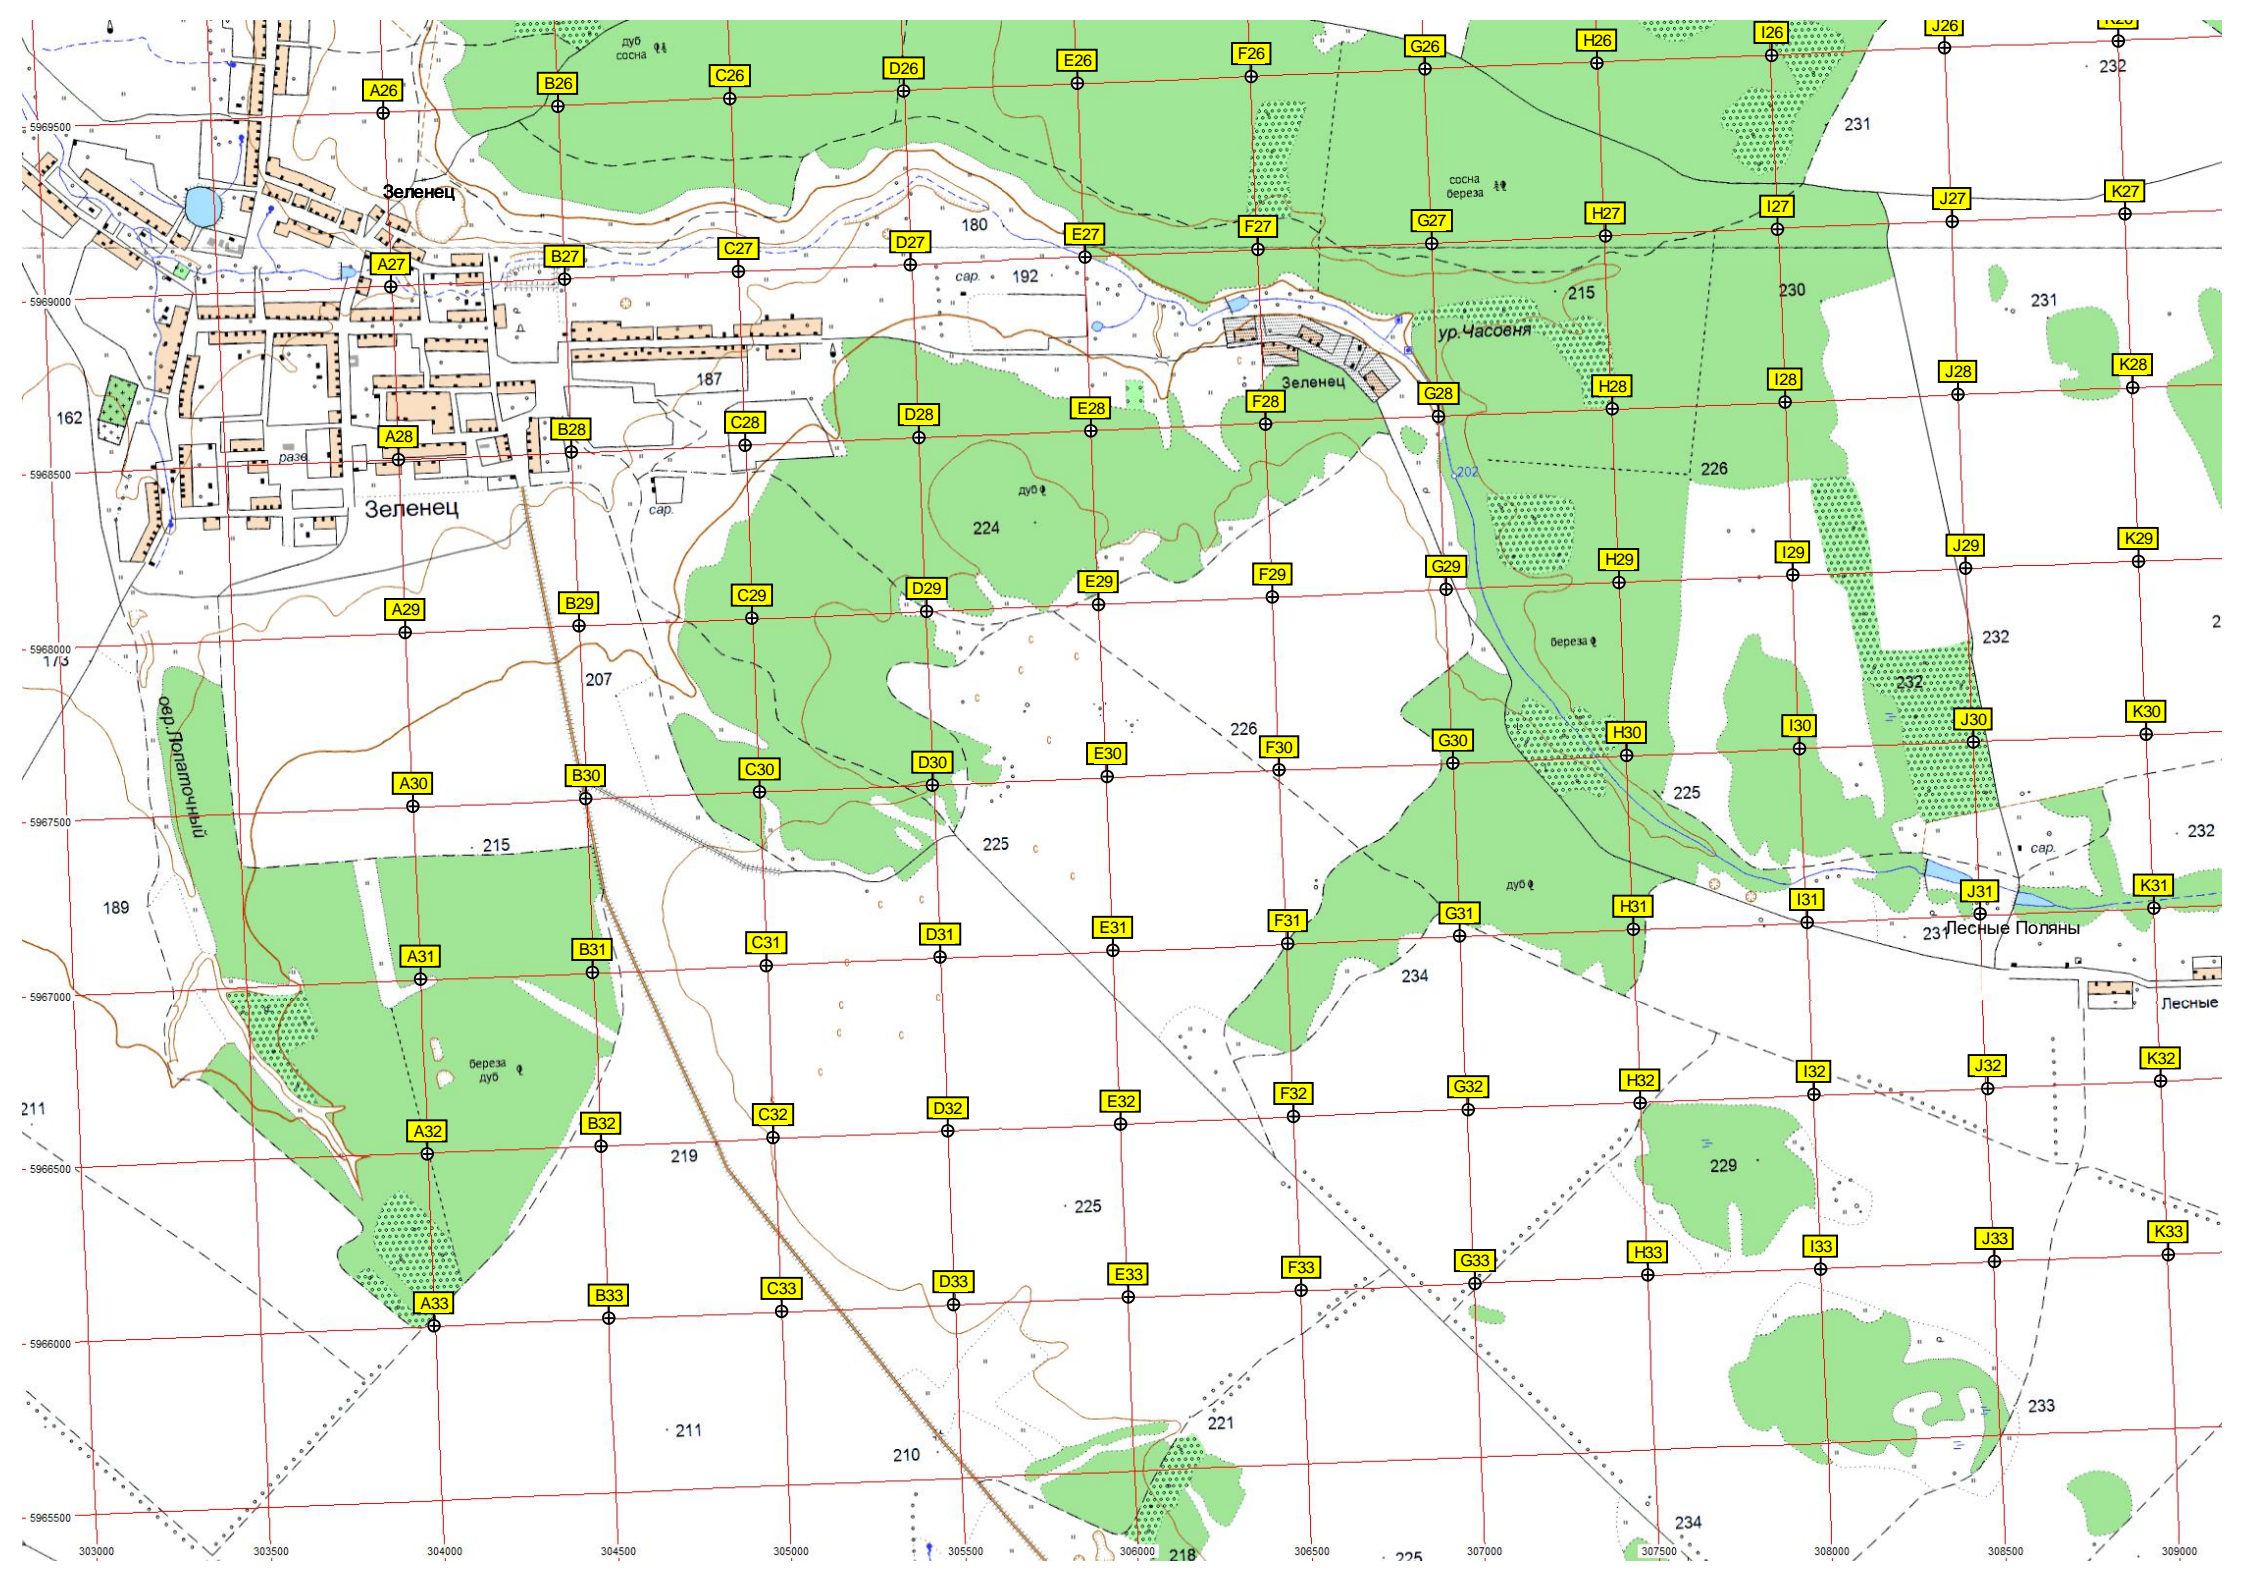 J26
K26
I26
H26
G26
дуб
сосна
F26
E26
232
D26
C26
B26
A26
231
5969500
сосна
береза
Зеленец
K27
J27
I27
H27
G27
F27
180
E27
D27
C27
B27
A27
сар.
192
215
230
231
5969000
ур.Часовня
Зеленец
187
K28
J28
I28
H28
G28
F28
E28
D28
C28
B28
A28
162
разв.
202
226
5968500
дуб
Зеленец
сар.
224
K29
J29
I29
H29
G29
F29
E29
D29
C29
B29
A29
232
береза
5968000
173
207
232
овр.Лопаточный
K30
J30
I30
H30
G30
F30
E30
D30
C30
B30
A30
226
225
5967500
232
215
225
сар.
дуб
189
K31
J31
I31
H31
G31
F31
E31
D31
C31
B31
A31
231
Лесные Поляны
234
5967000
Лесные
береза
дуб
K32
J32
I32
H32
G32
F32
E32
D32
C32
B32
A32
211
219
229
5966500
225
K33
J33
I33
H33
G33
F33
E33
D33
C33
B33
A33
5966000
233
221
211
210
5965500
234
218
225
303000
303500
304000
304500
305000
305500
306000
306500
307000
307500
308000
308500
309000